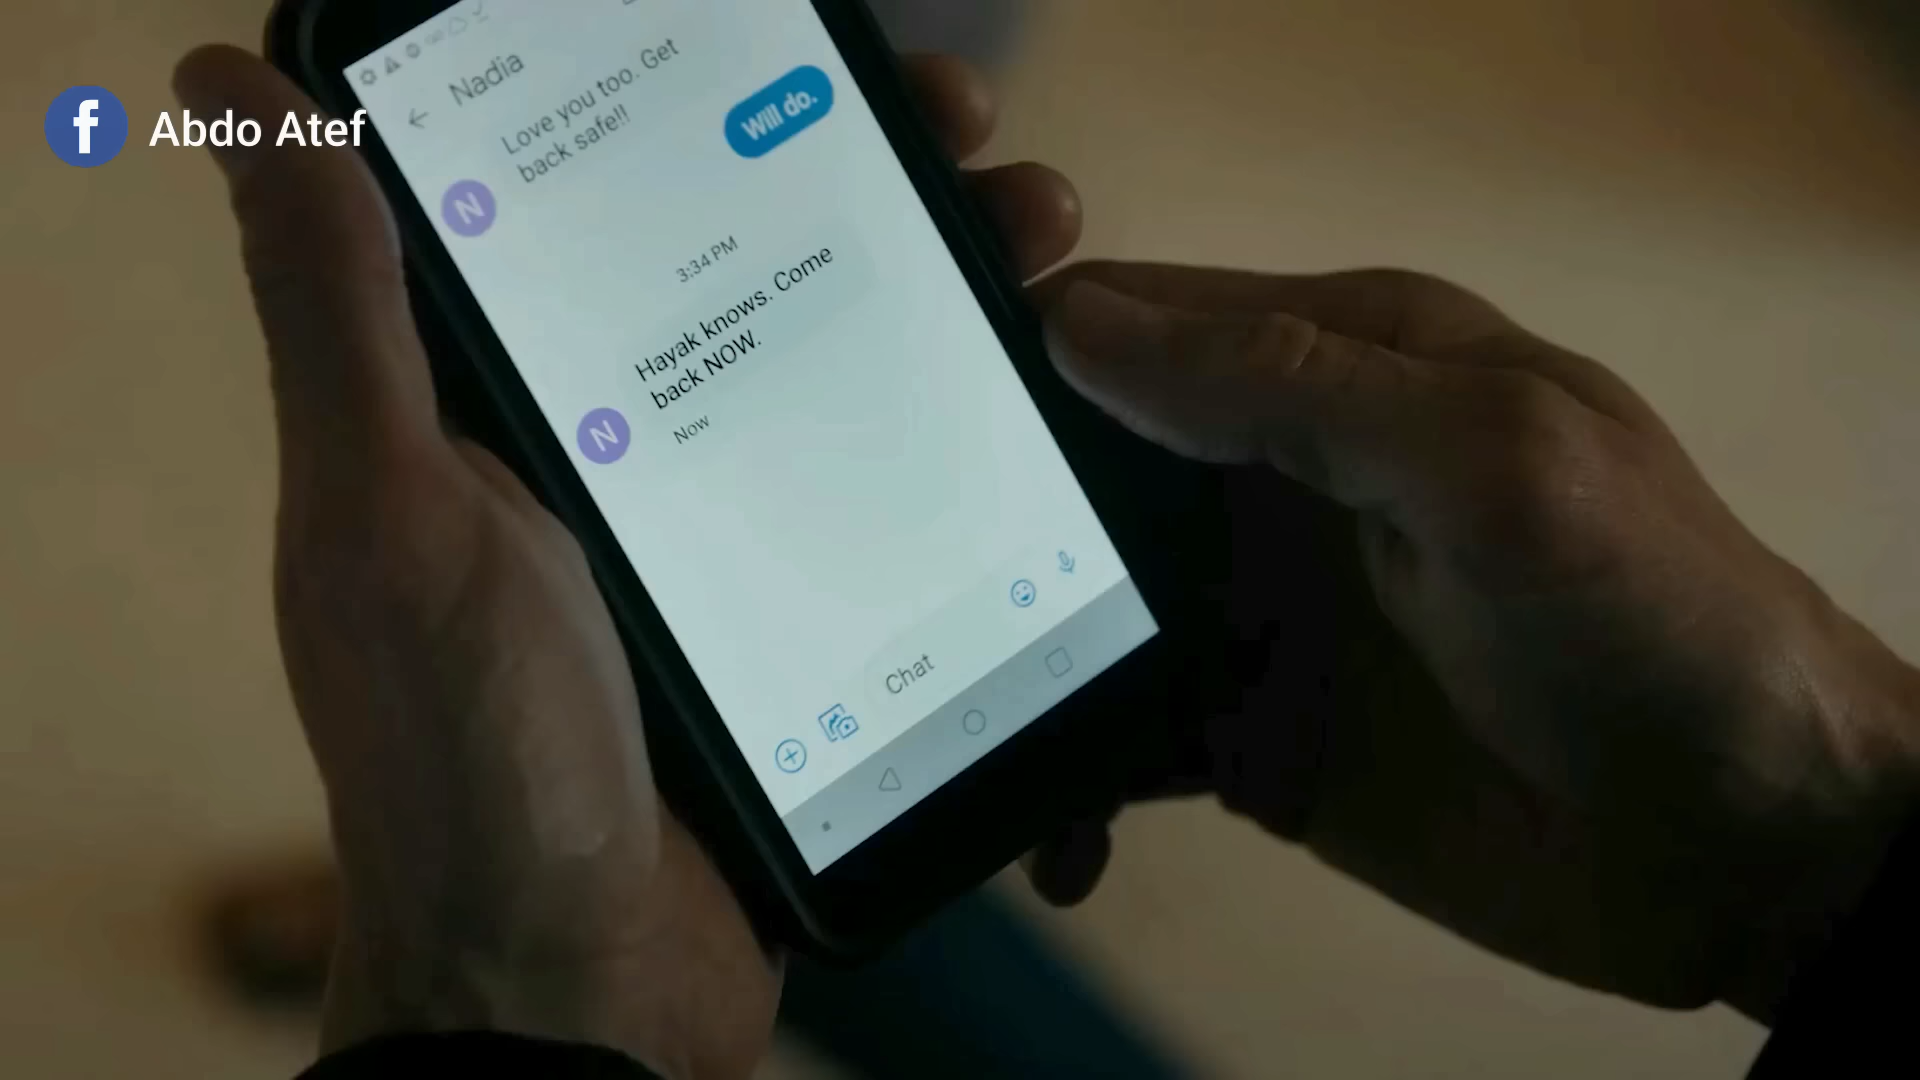 f Abdo Atef
Nadia
Love you too. Get
back safe!!
Will do.
N
3:34 PM
Hayak knows. Come
back NOW.
N
Now
Chat